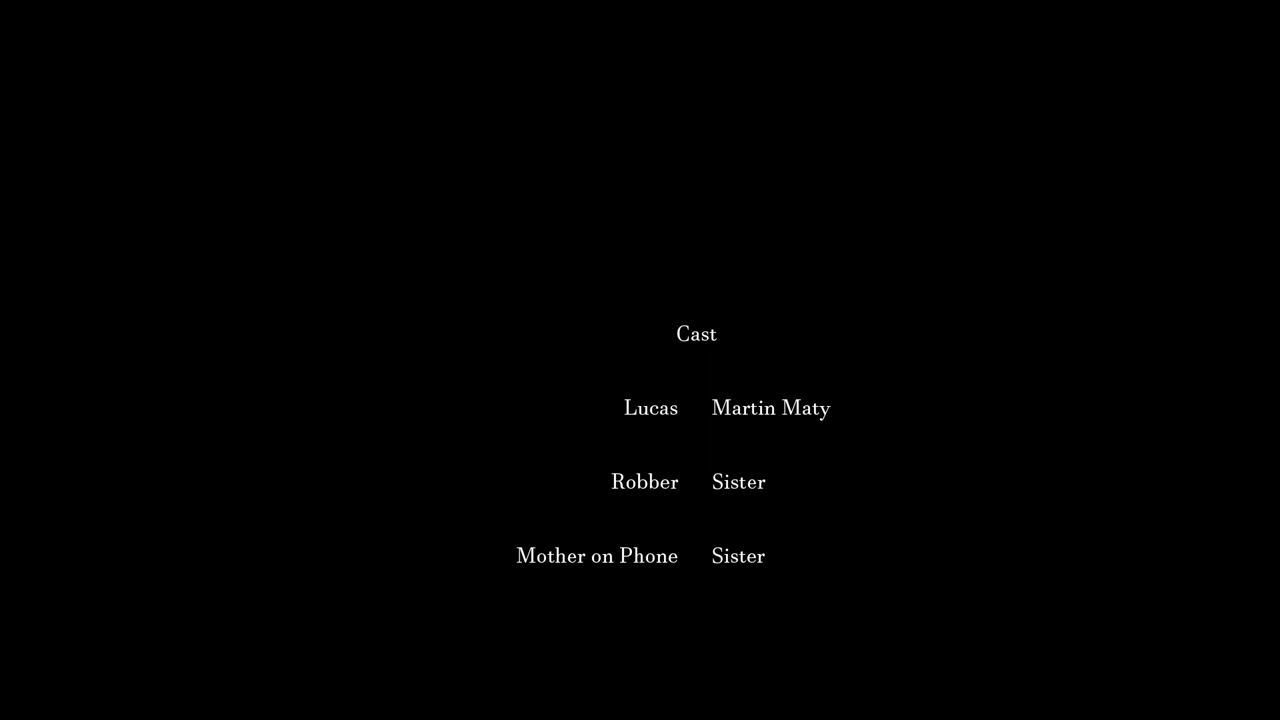 Cast
Lucas Martin Maty
Robber Sister
Mother on Phone Sister